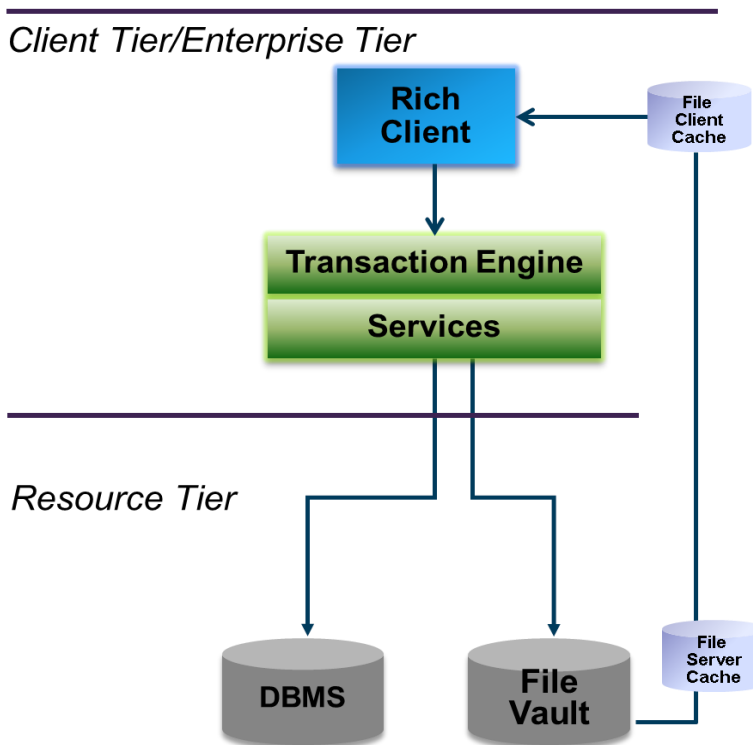 Client Tier/Enterprise Tier
Rich
Client
File
Client
Cache
Transaction Engine
Services
Resource Tier
DBMS
File
Vault
File
Server
Cache